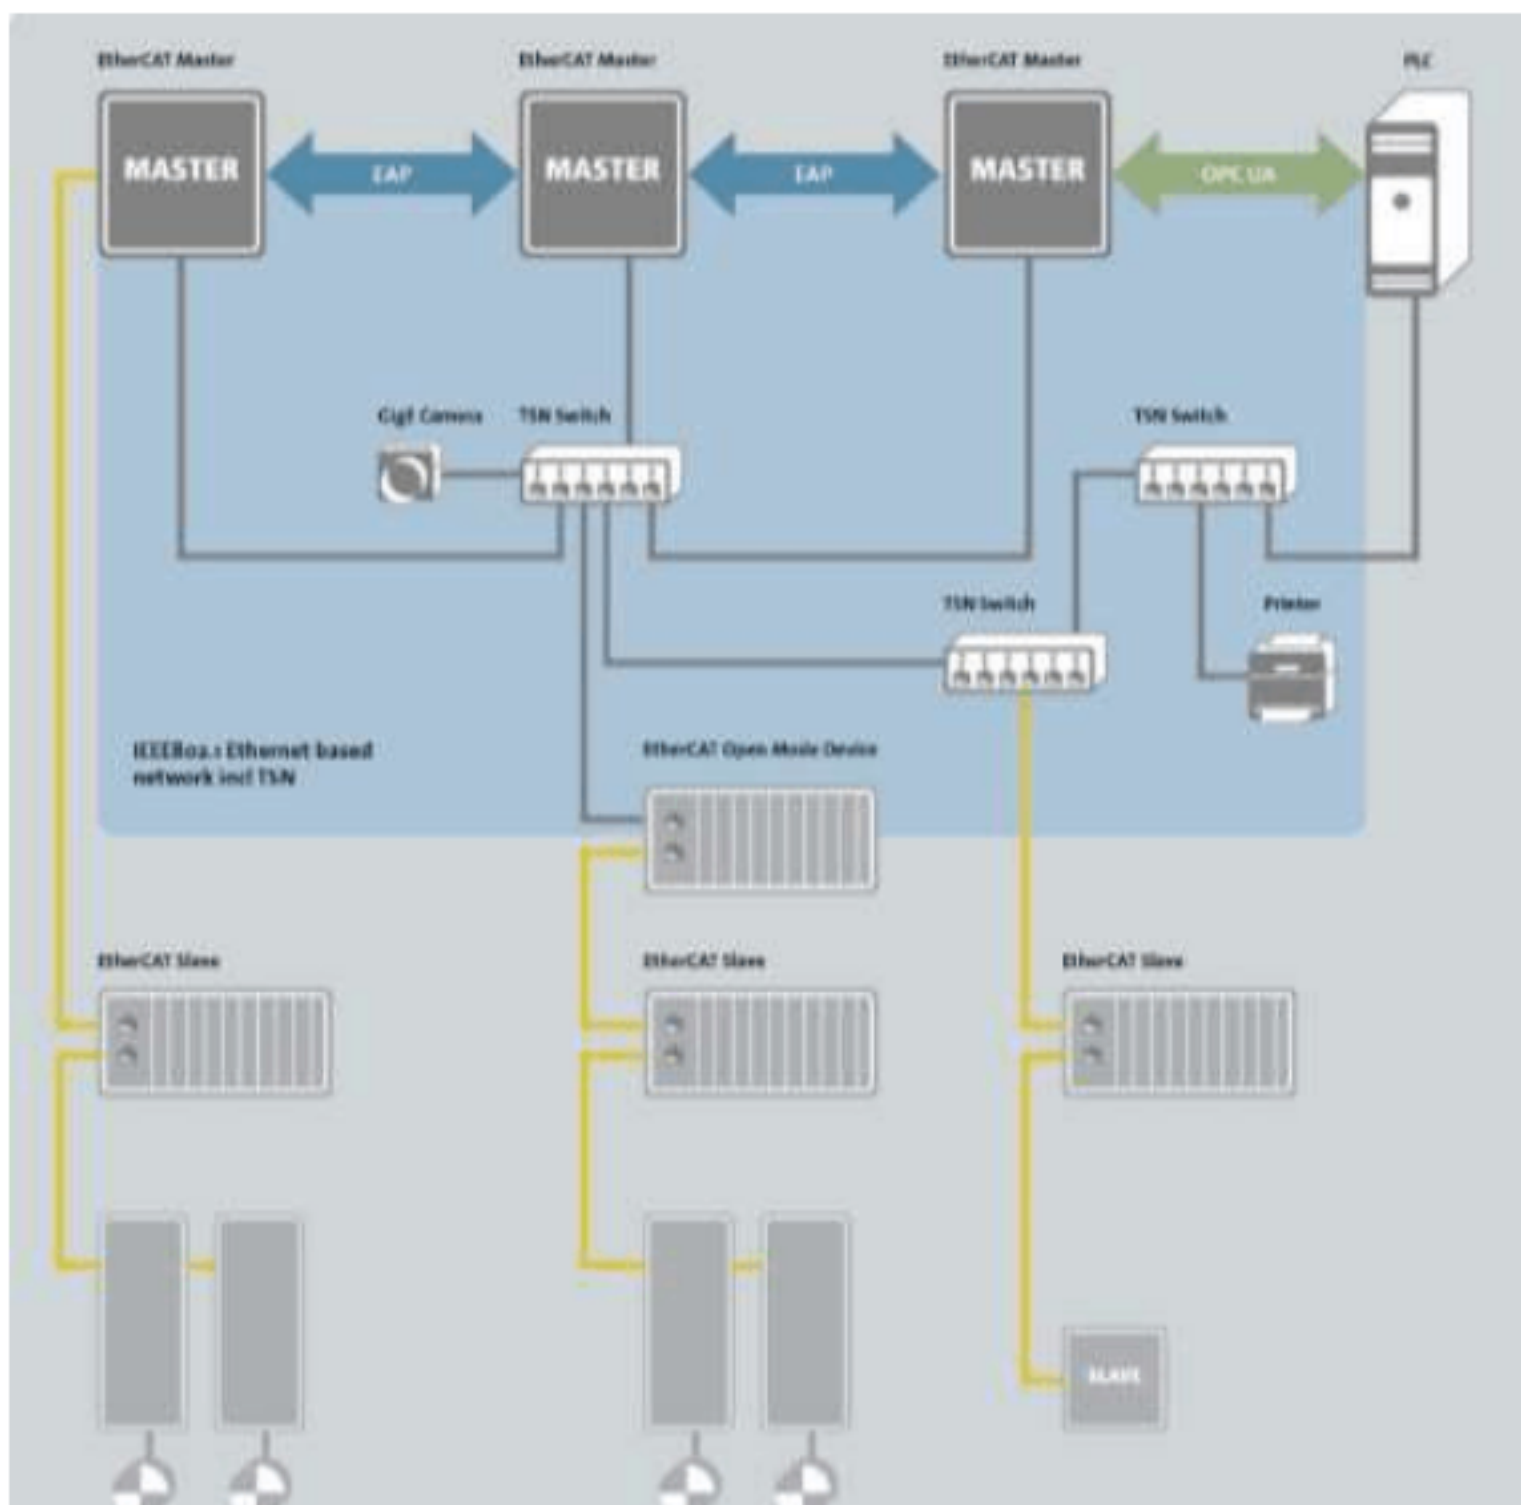 EtherCAT Master
EtherCAT Master
EtherCAT Master
PLC
MASTER
EAP
MASTER
EAP
MASTER
OPC UA
GigE Camera
TSN Switch
TSN Switch
TSN Switch
Printer
IEEE802.1 Ethernet based
network incl TSN
EtherCAT Open Mode Device
EtherCAT Slave
EtherCAT Slave
EtherCAT Slave
SLAVE